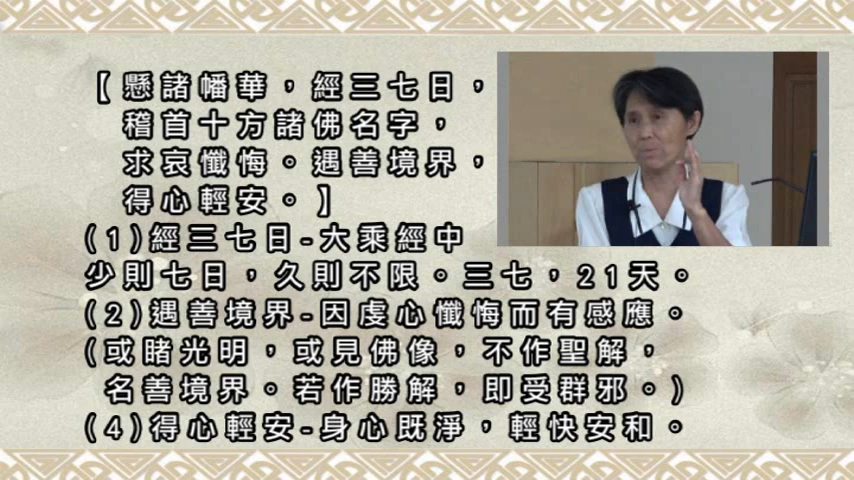 【懸諸幡華，經三七日，
稽首十方諸佛名字，
求哀懺悔。遇善境界，
得心輕安。】
(1)經三七日-大乘經中
少則七日，久則不限。三七，21天。
(2)遇善境界-因虔心懺悔而有感應。
(或睹光明，或見佛像，不作聖解，
名善境界。若作勝解，即受群邪。)
(4)得心輕安-身心既淨，輕快安和。